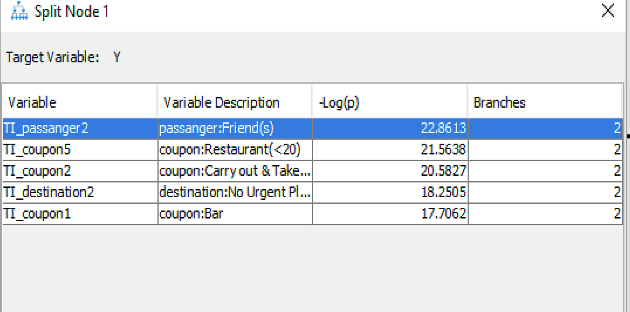 Split Node 1
Target Variable: Y
Variable Variable Description -Log(p) Branches
TI_passanger2 passanger:Friend(s) 22.8613 2
TI_coupon5 coupon:Restaurant(<20) 21.5638 2
TI_coupon2 coupon:Carry out & Take... 20.5827 2
TI_destination2 destination:No Urgent Pl... 18.2505 2
TI_coupon1 coupon:Bar 17.7062 2